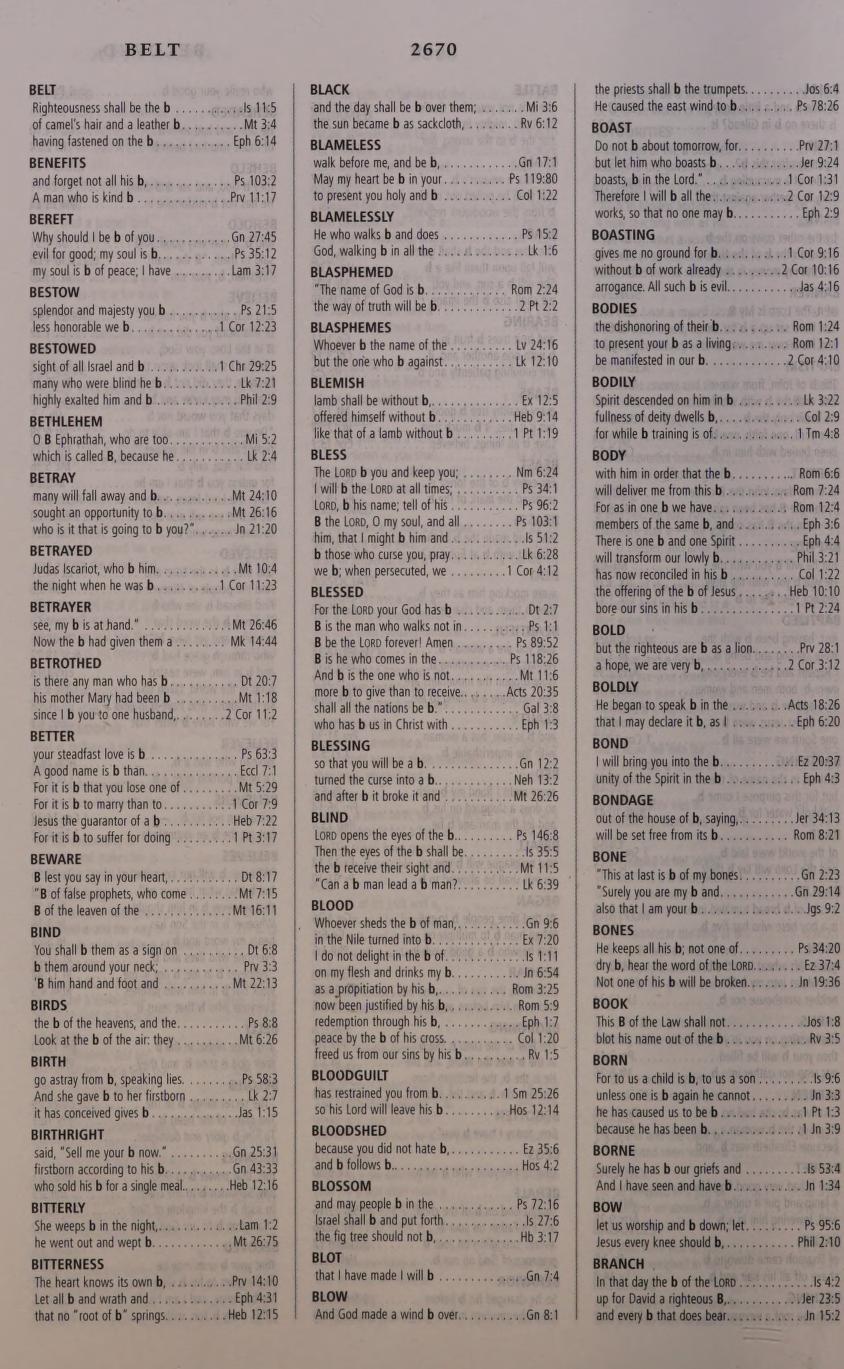 BELT 2670
BELT
Righteousness shall be the b . . . . . . . . . . . Is 11:5
of camel's hair and a leather b. . . . . . . . . . Mt 3:4
having fastened on the b . . . . . . . . . . . . Eph 6:14
BENEFITS
and forget not all his b, . . . . . . . . . . . . . Ps 103:2
A man who is kind b . . . . . . . . . . . . . . Prv 11:17
BEREFT
Why should I be b of you . . . . . . . . . . . . Gn 27:45
evil for good; my soul is b. . . . . . . . . . . . Ps 35:12
my soul is b of peace; I have . . . . . . . . . Lam 3:17
BESTOW
splendor and majesty you b . . . . . . . . . . . Ps 21:5
less honorable we b. . . . . . . . . . . . . . 1 Cor 12:23
BESTOWED
sight of all Israel and b . . . . . . . . . . . 1 Chr 29:25
many who were blind he b. . . . . . . . . . . . Lk 7:21
highly exalted him and b . . . . . . . . . . . . . Phil 2:9
BETHLEHEM
O B Ephrathah, who are too. . . . . . . . . . . . Mi 5:2
which is called B, because he . . . . . . . . . . . Lk 2:4
BETRAY
many will fall away and b. . . . . . . . . . . . Mt 24:10
sought an opportunity to b. . . . . . . . . . . Mt 26:16
who is it that is going to b you?". . . . . . . Jn 21:20
BETRAYED
Judas Iscariot, who b him. . . . . . . . . . . . . Mt 10:4
the night when he was b . . . . . . . . . . 1 Cor 11:23
BETRAYER
see, my b is at hand." . . . . . . . . . . . . . . Mt 26:46
Now the b had given them a . . . . . . . . Mk 14:44
BETROTHED
is there any man who has b . . . . . . . . . . . Dt 20:7
his mother Mary had been b . . . . . . . . . . Mt 1:18
since I b you to one husband,. . . . . . . . 2 Cor 11:2
BETTER
your steadfast love is b . . . . . . . . . . . . . . Ps 63:3
A good name is b than. . . . . . . . . . . . . . . Eccl 7:1
For it is b that you lose one of . . . . . . . . . Mt 5:29
For it is b to marry than to . . . . . . . . . . . 1 Cor 7:9
Jesus the guarantor of a b . . . . . . . . . . . Heb 7:22
For it is b to suffer for doing . . . . . . . . . 1 Pt 3:17
BEWARE
B lest you say in your heart, . . . . . . . . . . . Dt 8:17
"B of false prophets, who come . . . . . . . . Mt 7:15
B of the leaven of the . . . . . . . . . . . . . . Mt 16:11
BIND
You shall b them as a sign on . . . . . . . . . . Dt 6:8
b them around your neck; . . . . . . . . . . . . Prv 3:3
'B him hand and foot and . . . . . . . . . . . Mt 22:13
BIRDS
the b of the heavens, and the. . . . . . . . . . . Ps 8:8
Look at the b of the air: they . . . . . . . . . . Mt 6:26
BIRTH
go astray from b, speaking lies. . . . . . . . . Ps 58:3
And she gave b to her firstborn . . . . . . . . . Lk 2:7
it has conceived gives b . . . . . . . . . . . . . . Jas 1:15
BIRTHRIGHT
said, "Sell me your b now." . . . . . . . . . . Gn 25:31
firstborn according to his b. . . . . . . . . . . Gn 43:33
who sold his b for a single meal. . . . . . . . Heb 12:16
BITTERLY
She weeps b in the night, . . . . . . . . . . . . . Lam 1:2
he went out and wept b. . . . . . . . . . . . . Mt 26:75
BITTERNESS
The heart knows its own b, . . . . . . . . . . Prv 14:10
Let all b and wrath and . . . . . . . . . . . . . Eph 4:31
that no "root of b" springs. . . . . . . . . . . Heb 12:15
BLACK
and the day shall be b over them; . . . . . . . Mi 3:6
the sun became b as sackcloth, . . . . . . . . Rv 6:12
BLAMELESS
walk before me, and be b, . . . . . . . . . . . . Gn 17:1
May my heart be b in your . . . . . . . . . . Ps 119:80
to present you holy and b . . . . . . . . . . . Col 1:22
BLAMELESSLY
He who walks b and does . . . . . . . . . . . . Ps 15:2
God, walking b in all the . . . . . . . . . . . . . . Lk 1:6
BLASPHEMED
"The name of God is b. . . . . . . . . . . . . . Rom 2:24
the way of truth will be b. . . . . . . . . . . . . 2 Pt 2:2
BLASPHEMES
Whoever b the name of the . . . . . . . . . . Lv 24:16
but the one who b against. . . . . . . . . . . . Lk 12:10
BLEMISH
lamb shall be without b,. . . . . . . . . . . . . . Ex 12:5
offered himself without b . . . . . . . . . . . . Heb 9:14
like that of a lamb without b . . . . . . . . . 1 Pt 1:19
BLESS
The LORD b you and keep you; . . . . . . . . Nm 6:24
I will b the LORD at all times; . . . . . . . . . . Ps 34:1
LORD, b his name; tell of his . . . . . . . . . . . Ps 96:2
B the LORD, O my soul, and all . . . . . . . . Ps 103:1
him, that I might b him and . . . . . . . . . . . . Is 51:2
b those who curse you, pray. . . . . . . . . . . Lk 6:28
we b; when persecuted, we . . . . . . . . . 1 Cor 4:12
BLESSED
For the LORD your God has b . . . . . . . . . . . Dt 2:7
B is the man who walks not in . . . . . . . . . . Ps 1:1
B be the LORD forever! Amen . . . . . . . . . Ps 89:52
B is he who comes in the . . . . . . . . . . . Ps 118:26
And b is the one who is not. . . . . . . . . . . . Mt 11:6
more b to give than to receive. . . . . . . . Acts 20:35
shall all the nations be b." . . . . . . . . . . . . Gal 3:8
who has b us in Christ with . . . . . . . . . . . Eph 1:3
BLESSING
so that you will be a b. . . . . . . . . . . . . . . Gn 12:2
turned the curse into a b. . . . . . . . . . . . . Neh 13:2
and after b it broke it and . . . . . . . . . . . Mt 26:26
BLIND
LORD opens the eyes of the b. . . . . . . . . . Ps 146:8
Then the eyes of the b shall be. . . . . . . . . . Is 35:5
the b receive their sight and. . . . . . . . . . . Mt 11:5
"Can a b man lead a b man?. . . . . . . . . . . Lk 6:39
BLOOD
Whoever sheds the b of man, . . . . . . . . . . . Gn 9:6
in the Nile turned into b. . . . . . . . . . . . . . Ex 7:20
I do not delight in the b of. . . . . . . . . . . . . Is 1:11
on my flesh and drinks my b. . . . . . . . . . . Jn 6:54
as a propitiation by his b, . . . . . . . . . . . Rom 3:25
now been justified by his b, . . . . . . . . . . . Rom 5:9
redemption through his b, . . . . . . . . . . . . Eph 1:7
peace by the b of his cross. . . . . . . . . . . . Col 1:20
freed us from our sins by his b . . . . . . . . . . Rv 1:5
BLOODGUILT
has restrained you from b. . . . . . . . . . 1 Sm 25:26
so his Lord will leave his b . . . . . . . . . . Hos 12:14
BLOODSHED
because you did not hate b, . . . . . . . . . . . Ez 35:6
and b follows b. . . . . . . . . . . . . . . . . . . . Hos 4:2
BLOSSOM
and may people b in the . . . . . . . . . . . . . Ps 72:16
Israel shall b and put forth. . . . . . . . . . . . . Is 27:6
the fig tree should not b, . . . . . . . . . . . . . Hb 3:17
BLOT
that I have made I will b . . . . . . . . . . . . . . Gn 7:4
BLOW
And God made a wind b over. . . . . . . . . . . Gn 8:1
the priests shall b the trumpets. . . . . . . . . . Jos 6:4
He caused the east wind to b. . . . . . . . . . Ps 78:26
BOAST
Do not b about tomorrow, for. . . . . . . . . . Prv 27:1
but let him who boasts b . . . . . . . . . . . . . Jer 9:24
boasts, b in the Lord." . . . . . . . . . . . . . 1 Cor 1:31
Therefore I will b all the . . . . . . . . . . . . 2 Cor 12:9
works, so that no one may b. . . . . . . . . . . Eph 2:9
BOASTING
gives me no ground for b. . . . . . . . . . . 1 Cor 9:16
without b of work already . . . . . . . . . 2 Cor 10:16
arrogance. All such b is evil. . . . . . . . . . . . Jas 4:16
BODIES
the dishonoring of their b. . . . . . . . . . . . Rom 1:24
to present your b as a living . . . . . . . . . . Rom 12:1
be manifested in our b. . . . . . . . . . . . . 2 Cor 4:10
BODILY
Spirit descended on him in b . . . . . . . . . . Lk 3:22
fullness of deity dwells b, . . . . . . . . . . . . . Col 2:9
for while b training is of. . . . . . . . . . . . . 1 Tm 4:8
BODY
with him in order that the b. . . . . . . . . . . Rom 6:6
will deliver me from this b . . . . . . . . . . . Rom 7:24
For as in one b we have. . . . . . . . . . . . . Rom 12:4
members of the same b, and . . . . . . . . . . Eph 3:6
There is one b and one Spirit . . . . . . . . . . Eph 4:4
will transform our lowly b . . . . . . . . . . . . Phil 3:21
has now reconciled in his b . . . . . . . . . . . Col 1:22
the offering of the b of Jesus . . . . . . . . Heb 10:10
bore our sins in his b . . . . . . . . . . . . . . . 1 Pt 2:24
BOLD
but the righteous are b as a lion. . . . . . . . Prv 28:1
a hope, we are very b, . . . . . . . . . . . . . 2 Cor 3:12
BOLDLY
He began to speak b in the . . . . . . . . . Acts 18:26
that I may declare it b, as I . . . . . . . . . . . Eph 6:20
BOND
I will bring you into the b. . . . . . . . . . . . . Ez 20:37
unity of the Spirit in the b . . . . . . . . . . . . Eph 4:3
BONDAGE
out of the house of b, saying, . . . . . . . . . Jer 34:13
will be set free from its b . . . . . . . . . . . . Rom 8:21
BONE
"This at last is b of my bones. . . . . . . . . . . Gn 2:23
"Surely you are my b and. . . . . . . . . . . . . Gn 29:14
also that I am your b . . . . . . . . . . . . . . . . Jgs 9:2
BONES
He keeps all his b; not one of . . . . . . . . . Ps 34:20
dry b, hear the word of the LORD. . . . . . . . Ez 37:4
Not one of his b will be broken. . . . . . . . Jn 19:36
BOOK
This B of the Law shall not . . . . . . . . . . . . Jos 1:8
blot his name out of the b . . . . . . . . . . . . . Rv 3:5
BORN
For to us a child is b, to us a son . . . . . . . . . Is 9:6
unless one is b again he cannot. . . . . . . . . . Jn 3:3
he has caused us to be b . . . . . . . . . . . . . 1 Pt 1:3
because he has been b. . . . . . . . . . . . . . . 1 Jn 3:9
BORNE
Surely he has b our griefs and . . . . . . . . . . Is 53:4
And I have seen and have b. . . . . . . . . . . . Jn 1:34
BOW
let us worship and b down; let. . . . . . . . . . Ps 95:6
Jesus every knee should b, . . . . . . . . . . . Phil 2:10
BRANCH
In that day the b of the LORD . . . . . . . . . . . Is 4:2
up for David a righteous B,. . . . . . . . . . . . Jer 23:5
and every b that does bear. . . . . . . . . . . . Jn 15:2